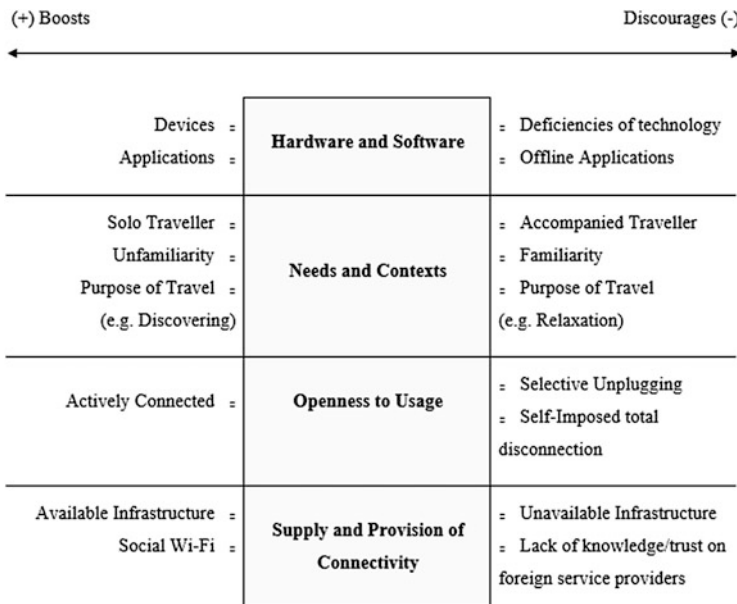 (+) Boosts
Discourages (-)
Devices
Applications
Hardware and Software
Deficiencies of technology
Offline Applications
Solo Traveller
Unfamiliarity
Purpose of Travel
(e.g. Discovering)
Needs and Contexts
Accompanied Traveller
Familiarity
Purpose of Travel
(e.g. Relaxation)
Actively Connected
Openness to Usage
Selective Unplugging
Self-Imposed total
disconnection
Available Infrastructure
Social Wi-Fi
Supply and Provision of
Connectivity
Unavailable Infrastructure
Lack of knowledge/trust on
foreign service providers